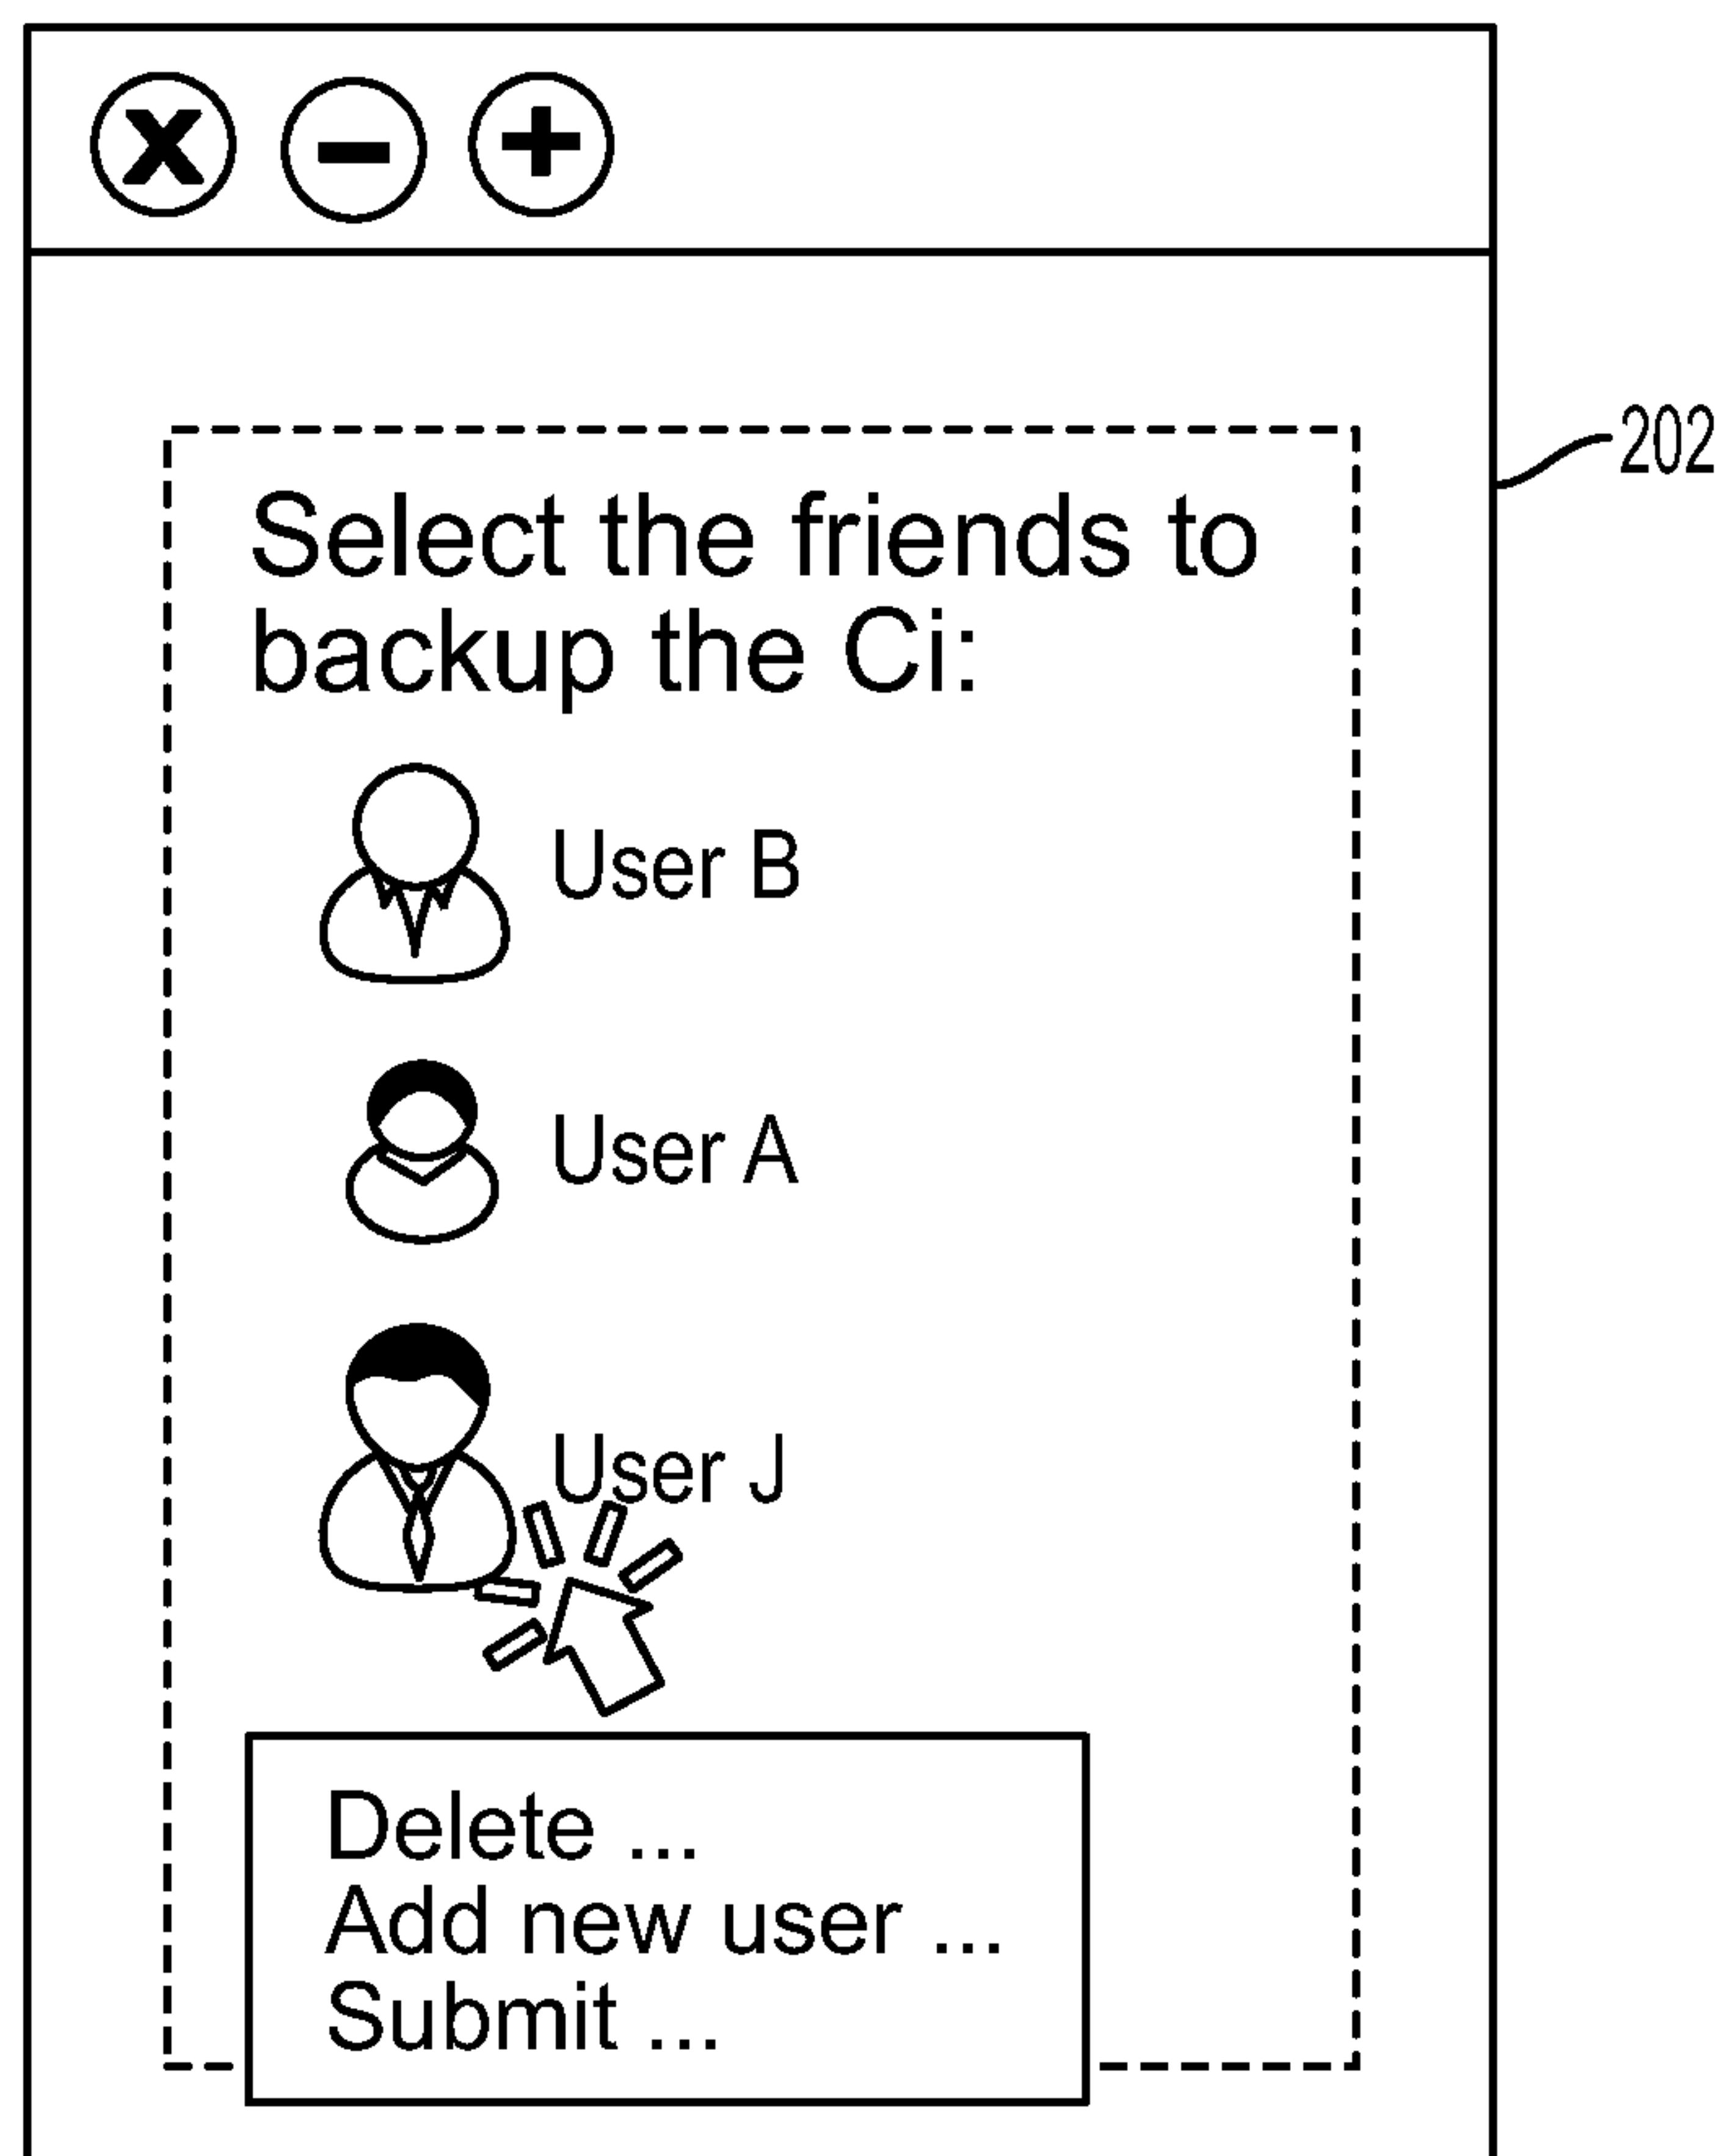 X - +
202
Select the friends to
backup the Ci:
User B
User A
User J
Delete ...
Add new user ...
Submit ...